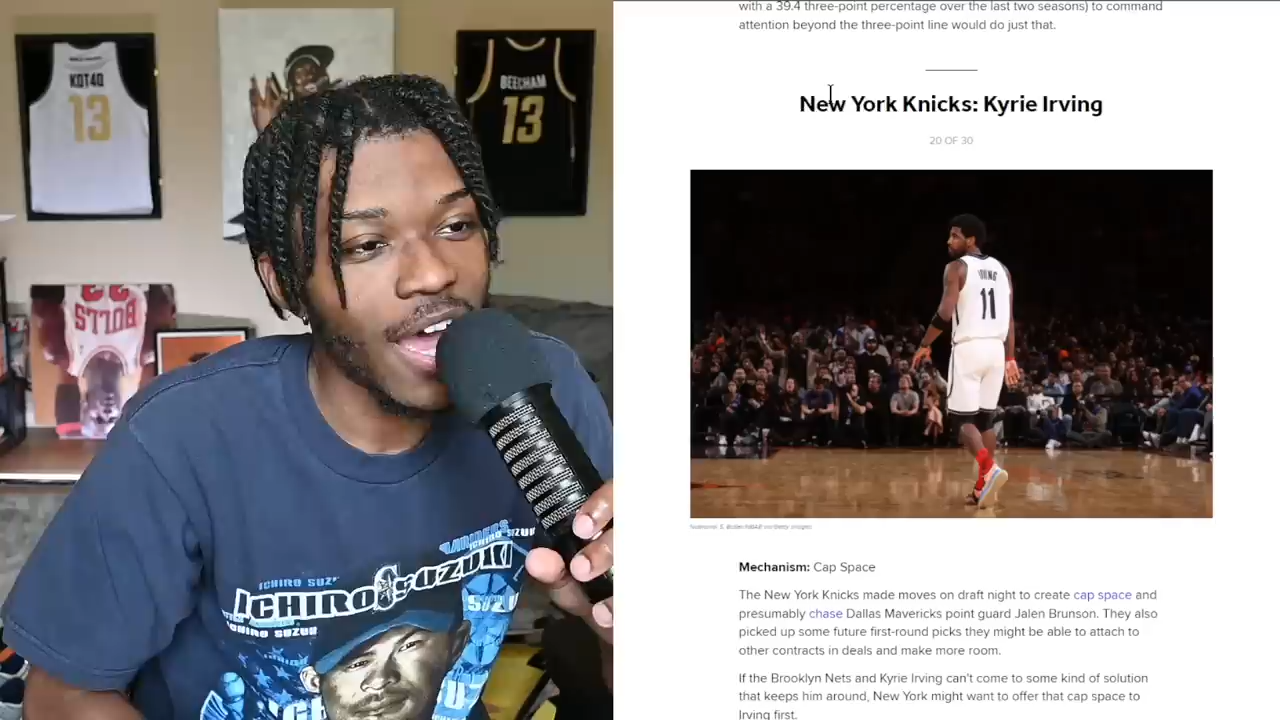 KOT4Q
13
BEECHAM
13
BULLS
23
ICHIRO SUZUKI
ICHIRO SUZUKI
with a 39.4 three-point percentage over the last two seasons) to command
attention beyond the three-point line would do just that.
New York Knicks: Kyrie Irving
20 OF 30
IRVING
11
Mechanism: Cap Space
The New York Knicks made moves on draft night to create cap space and
presumably chase Dallas Mavericks point guard Jalen Brunson. They also
picked up some future first-round picks they might be able to attach to
other contracts in deals and make more room.
If the Brooklyn Nets and Kyrie Irving can't come to some kind of solution
that keeps him around, New York might want to offer that cap space to
Irving first.